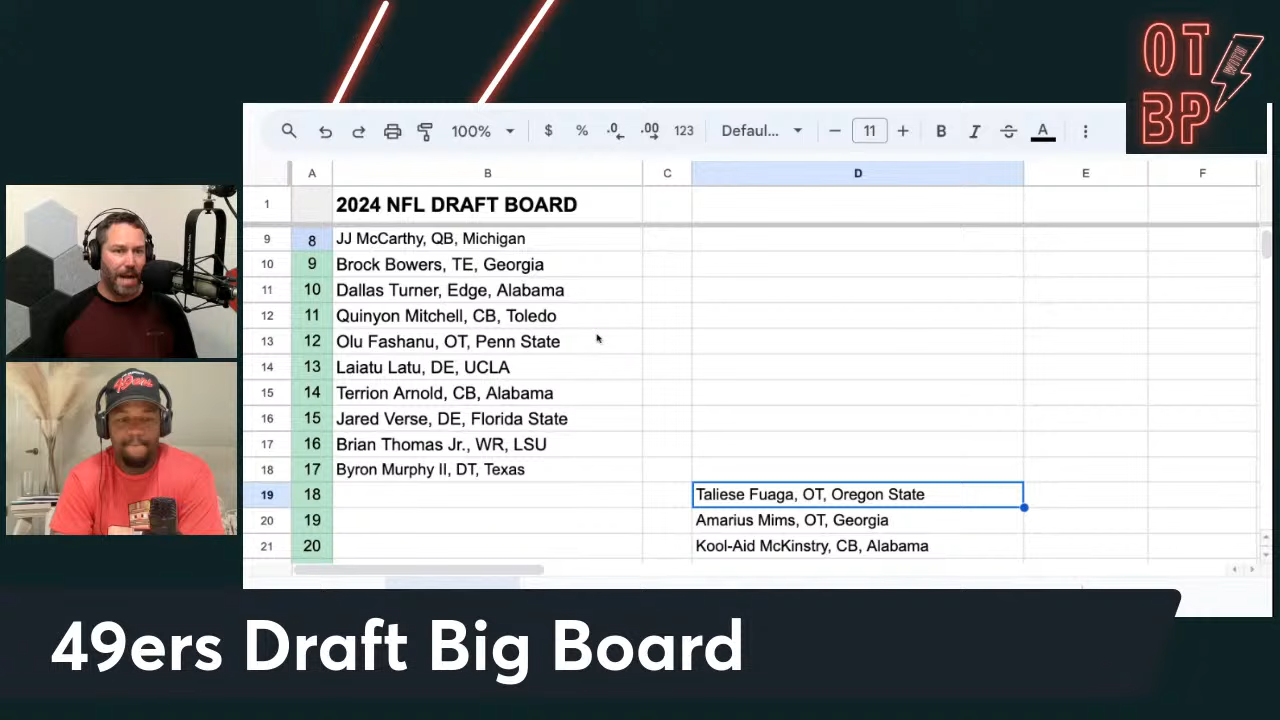 OT
WITH
BP
100%
$
%
.0
.00
123
Defaul...
11
B
I
S
A
A B C D E F
1 2024 NFL DRAFT BOARD
9 8 JJ McCarthy, QB, Michigan
10 9 Brock Bowers, TE, Georgia
11 10 Dallas Turner, Edge, Alabama
12 11 Quinyon Mitchell, CB, Toledo
13 12 Olu Fashanu, OT, Penn State
14 13 Laiatu Latu, DE, UCLA
15 14 Terrion Arnold, CB, Alabama
16 15 Jared Verse, DE, Florida State
17 16 Brian Thomas Jr., WR, LSU
18 17 Byron Murphy II, DT, Texas
19 18 Taliese Fuaga, OT, Oregon State
20 19 Amarius Mims, OT, Georgia
21 20 Kool-Aid McKinstry, CB, Alabama
49ers Draft Big Board